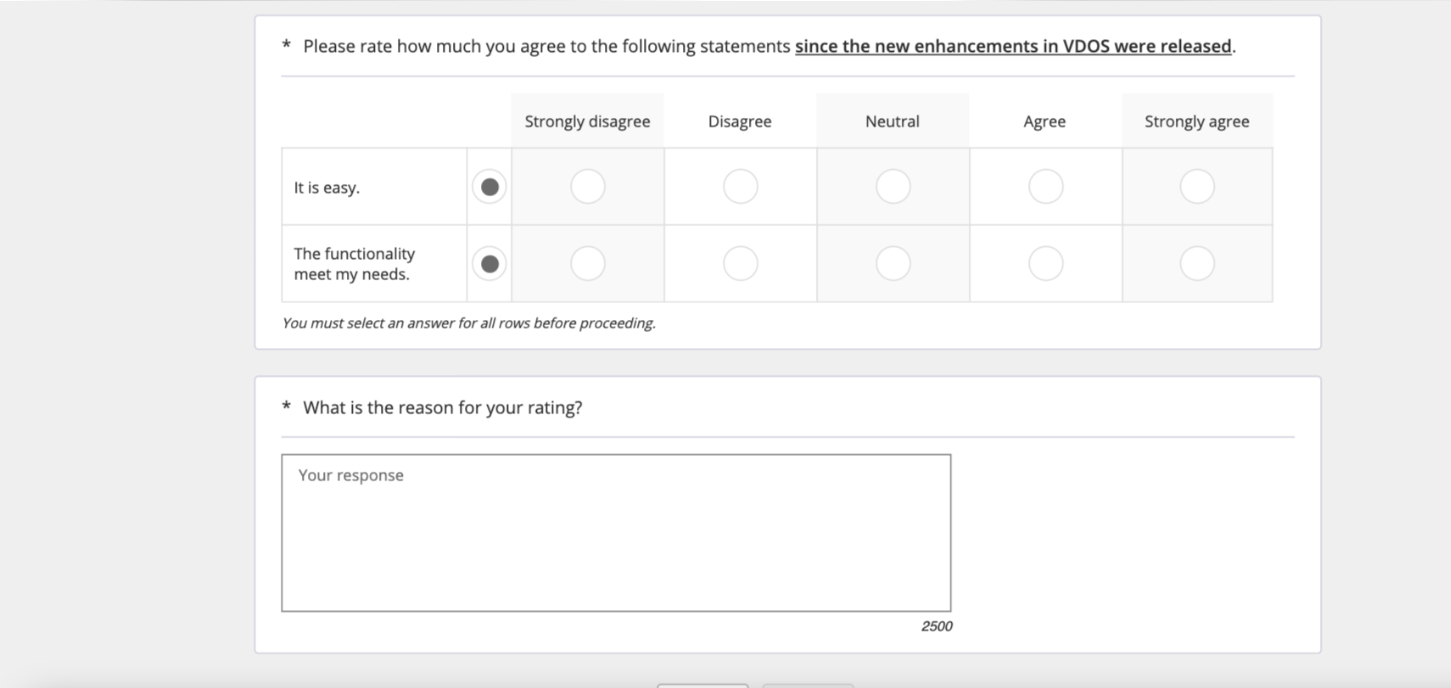 * Please rate how much you agree to the following statements since the new enhancements in VDOS were released.
Strongly disagree Disagree Neutral Agree Strongly agree
It is easy.
The functionality
meet my needs.
You must select an answer for all rows before proceeding.
* What is the reason for your rating?
Your response
2500